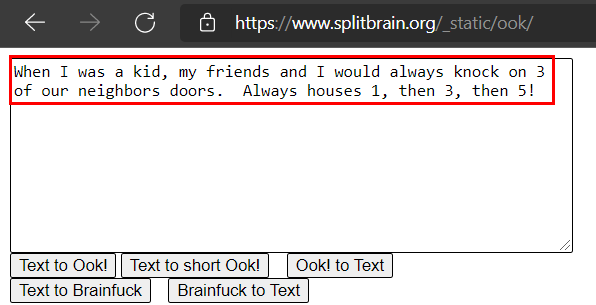 https://www.splitbrain.org/_static/ook/
When I was a kid, my friends and I would always knock on 3
of our neighbors doors.  Always houses 1, then 3, then 5!
Text to Ook! Text to short Ook! Ook! to Text
Text to Brainfuck Brainfuck to Text